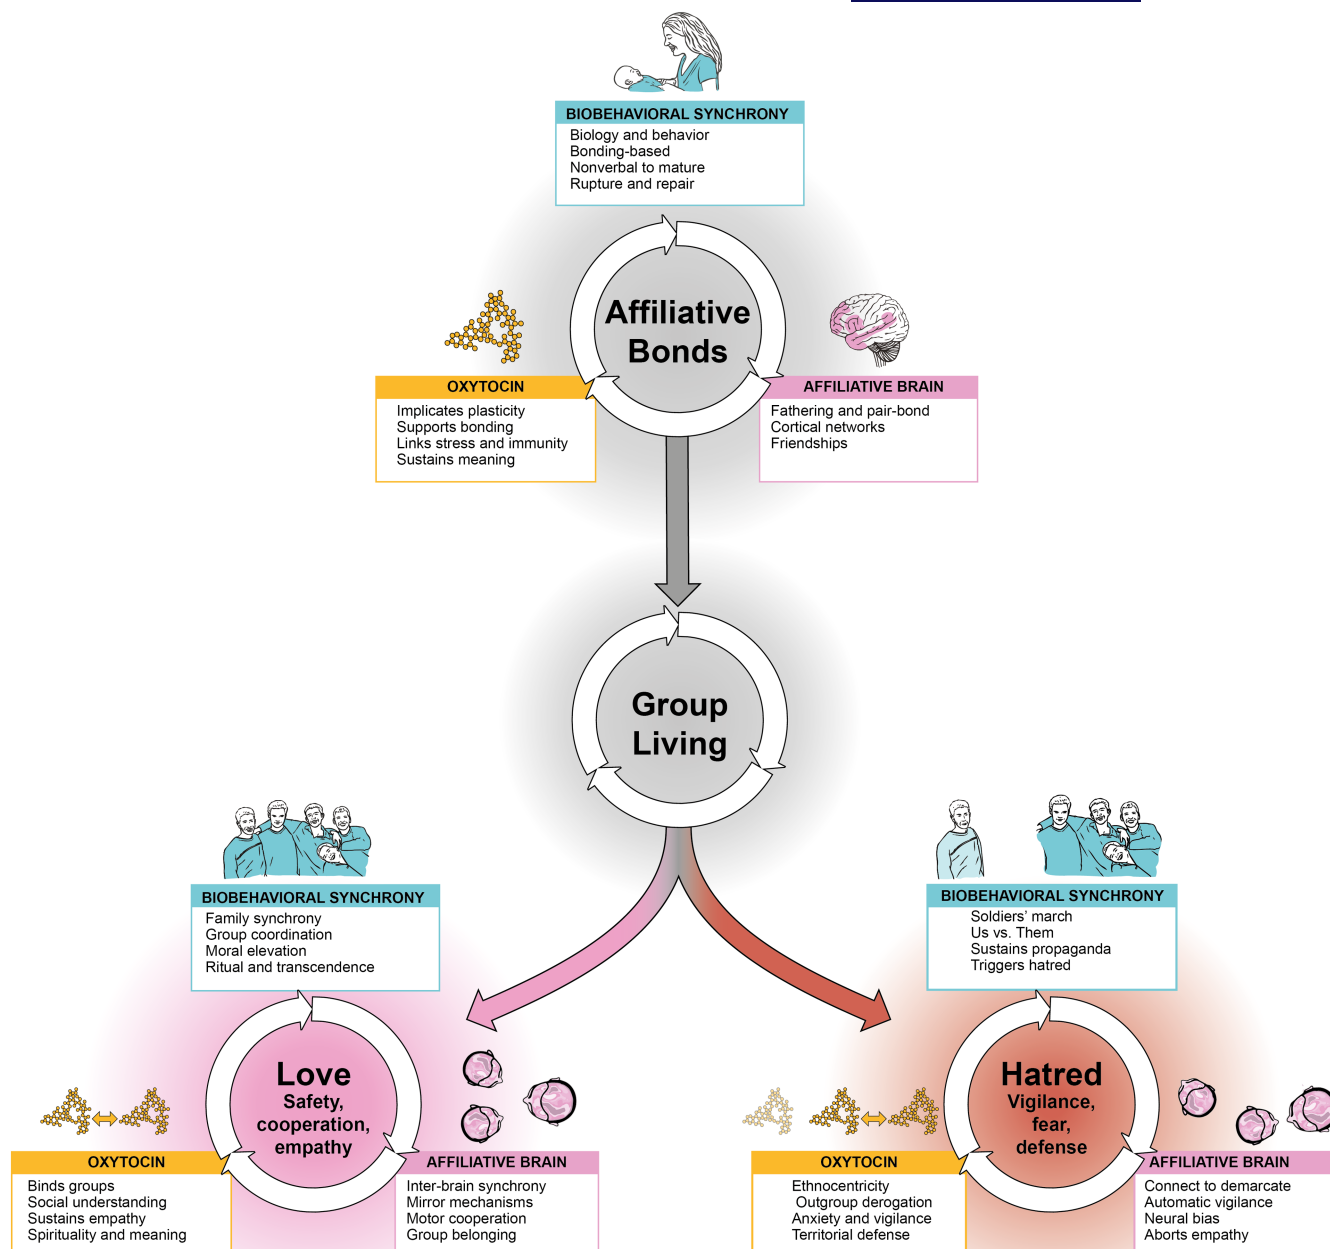 BIOBEHAVIORAL SYNCHRONY
Biology and behavior
Bonding-based
Nonverbal to mature
Rupture and repair
Affiliative
Bonds
OXYTOCIN
Implicates plasticity
Supports bonding
Links stress and immunity
Sustains meaning
AFFILIATIVE BRAIN
Fathering and pair-bond
Cortical networks
Friendships
Group
Living
BIOBEHAVIORAL SYNCHRONY
Family synchrony
Group coordination
Moral elevation
Ritual and transcendence
Love
Safety,
cooperation,
empathy
OXYTOCIN
Binds groups
Social understanding
Sustains empathy
Spirituality and meaning
AFFILIATIVE BRAIN
Inter-brain synchrony
Mirror mechanisms
Motor cooperation
Group belonging
BIOBEHAVIORAL SYNCHRONY
Soldiers' march
Us vs. Them
Sustains propaganda
Triggers hatred
Hatred
Vigilance,
fear,
defense
OXYTOCIN
Ethnocentricity
Outgroup derogation
Anxiety and vigilance
Territorial defense
AFFILIATIVE BRAIN
Connect to demarcate
Automatic vigilance
Neural bias
Aborts empathy